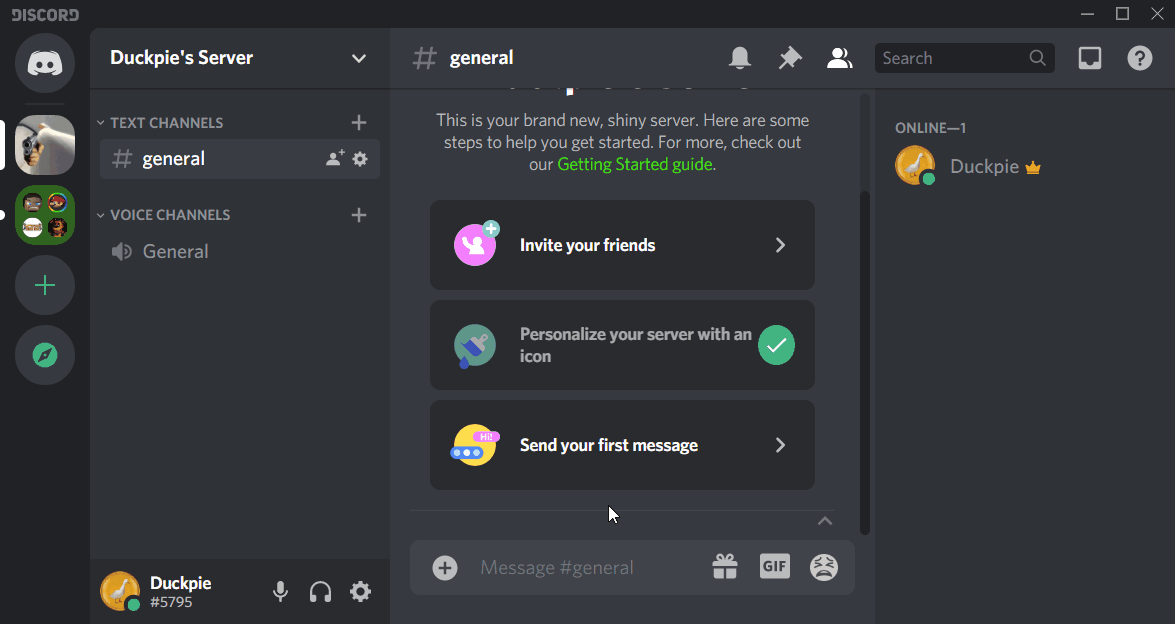 DISCORD
Duckpie's Server
general
Search
TEXT CHANNELS
general
VOICE CHANNELS
General
This is your brand new, shiny server. Here are some
steps to help you get started. For more, check out
our Getting Started guide.
Invite your friends
Personalize your server with an
icon
Hi!
Send your first message
Message #general
GIF
ONLINE—1
Duckpie
Duckpie
#5795